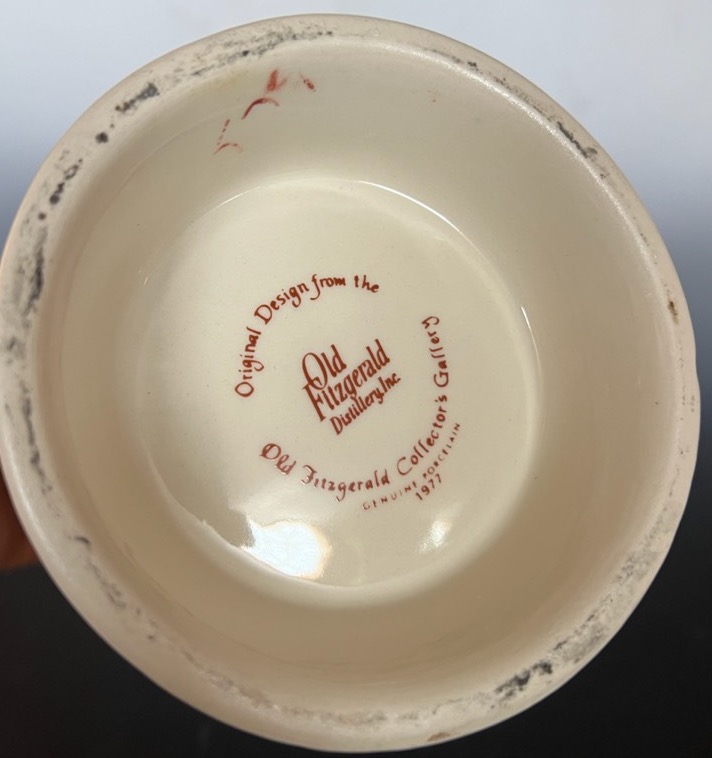 Original Design from the
Old
Fitzgerald
Distillery, Inc.
Old Fitzgerald Collector's Gallery
GENUINE PORCELAIN
1977